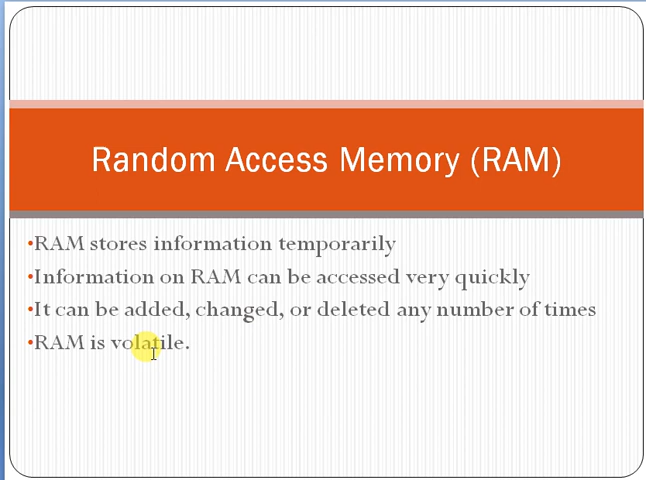 Random Access Memory (RAM)
•RAM stores information temporarily
•Information on RAM can be accessed very quickly
•It can be added, changed, or deleted any number of times
•RAM is volatile.